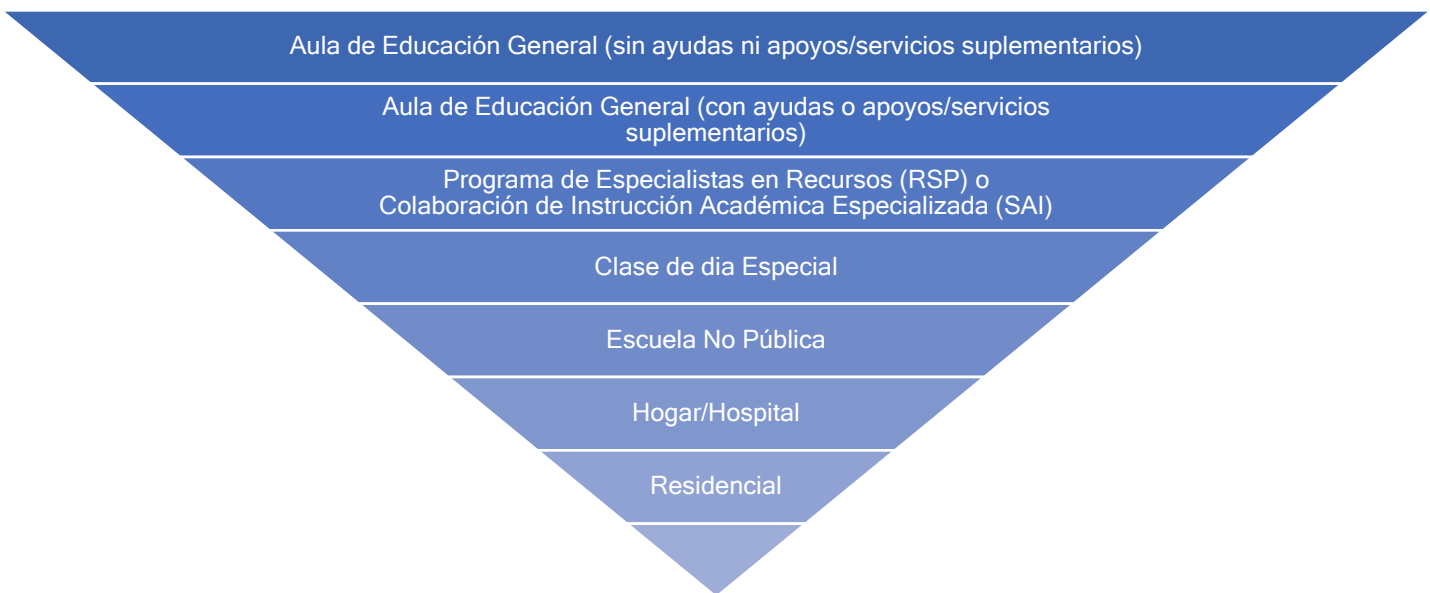 Aula de Educación General (sin ayudas ni apoyos/servicios suplementarios)
Aula de Educación General (con ayudas o apoyos/servicios
suplementarios)
Programa de Especialistas en Recursos (RSP) o
Colaboración de Instrucción Académica Especializada (SAI)
Clase de dia Especial
Escuela No Pública
Hogar/Hospital
Residencial